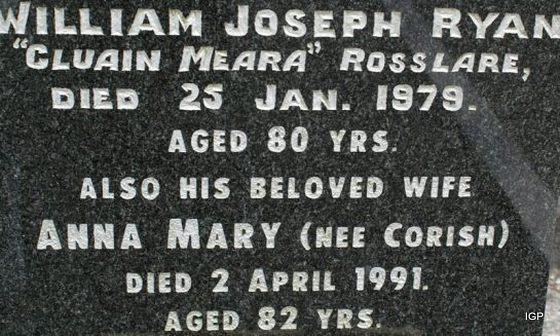 WILLIAM JOSEPH RYAN
"CLUAIN MEARA" ROSSLARE,
DIED 25 JAN. 1979.
AGED 80 YRS.
ALSO HIS BELOVED WIFE
ANNA MARY (NEE CORISH)
DIED 2 APRIL 1991.
AGED 82 YRS.
IGP